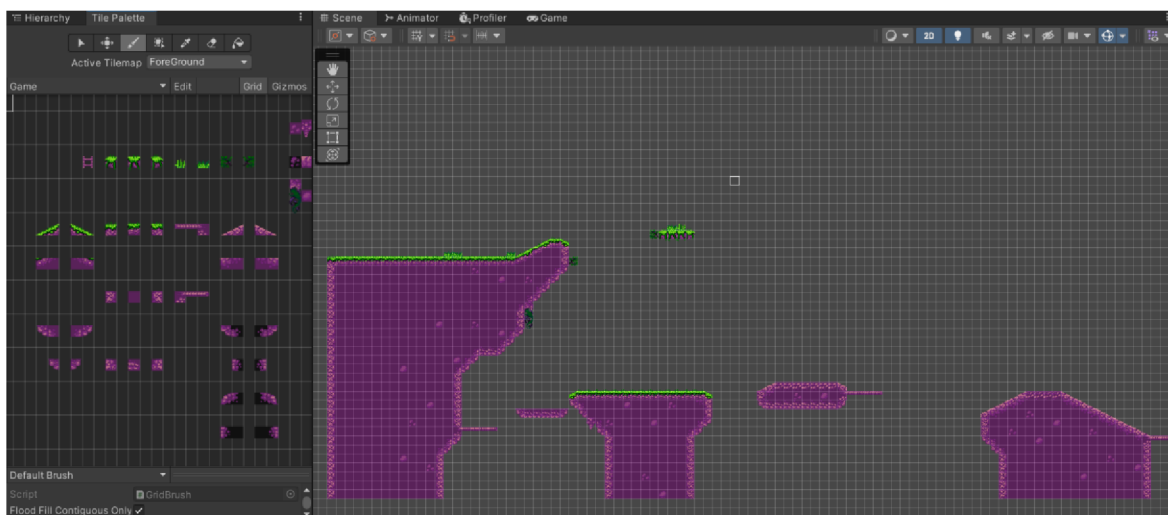 Hierarchy Tile Palette
Active Tilemap ForeGround
Game Edit Grid Gizmos
Default Brush
Script GridBrush
Flood Fill Contiguous Only
Scene Animator Profiler Game
2D